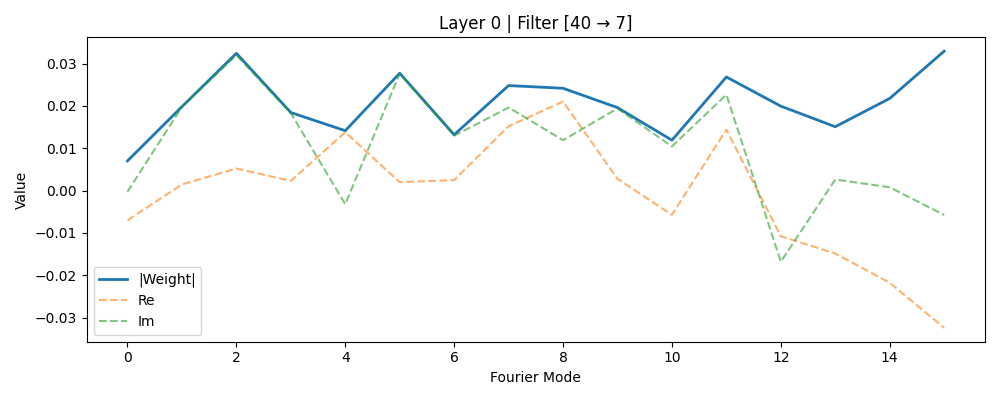 Layer 0 | Filter [40 → 7]
Value
0.03
0.02
0.01
0.00
−0.01
−0.02
−0.03
|Weight|
Re
Im
0 2 4 6 8 10 12 14
Fourier Mode